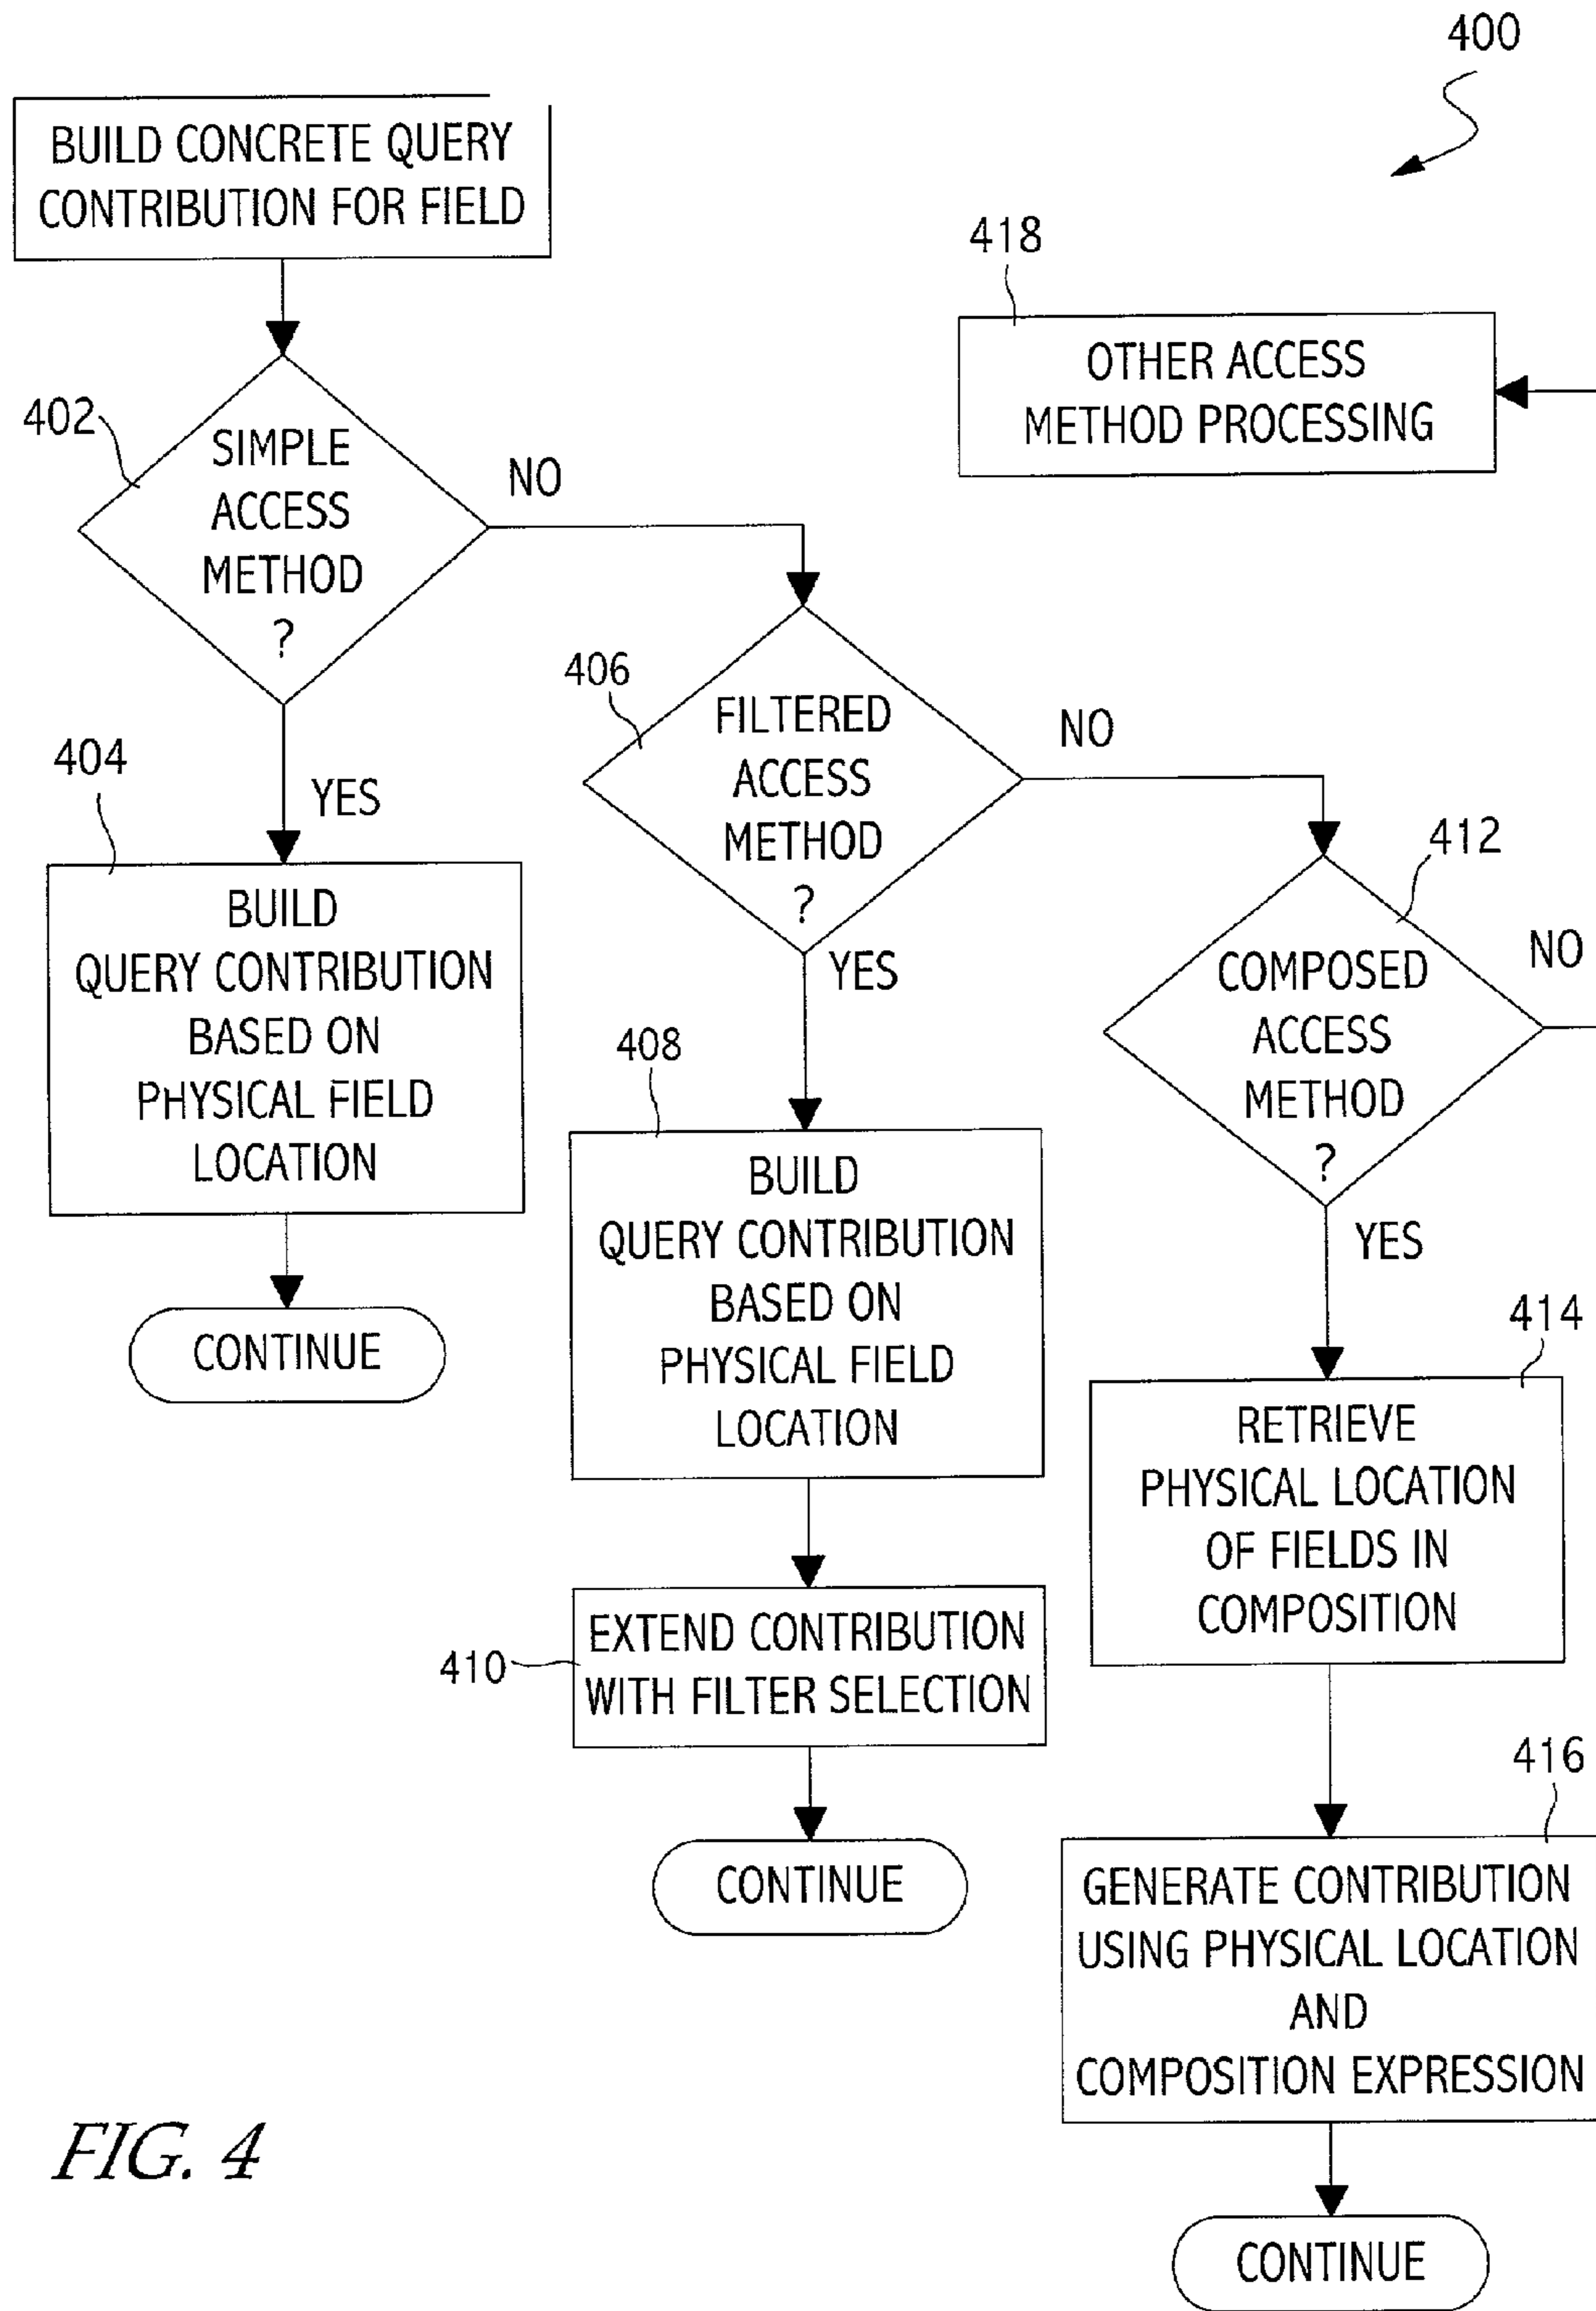 400
BUILD CONCRETE QUERY
CONTRIBUTION FOR FIELD
418
OTHER ACCESS
METHOD PROCESSING
402
SIMPLE
ACCESS
METHOD
?
NO
YES
404
BUILD
QUERY CONTRIBUTION
BASED ON
PHYSICAL FIELD
LOCATION
CONTINUE
406
FILTERED
ACCESS
METHOD
?
NO
YES
408
BUILD
QUERY CONTRIBUTION
BASED ON
PHYSICAL FIELD
LOCATION
410
EXTEND CONTRIBUTION
WITH FILTER SELECTION
CONTINUE
412
COMPOSED
ACCESS
METHOD
?
NO
YES
414
RETRIEVE
PHYSICAL LOCATION
OF FIELDS IN
COMPOSITION
416
GENERATE CONTRIBUTION
USING PHYSICAL LOCATION
AND
COMPOSITION EXPRESSION
CONTINUE
FIG. 4